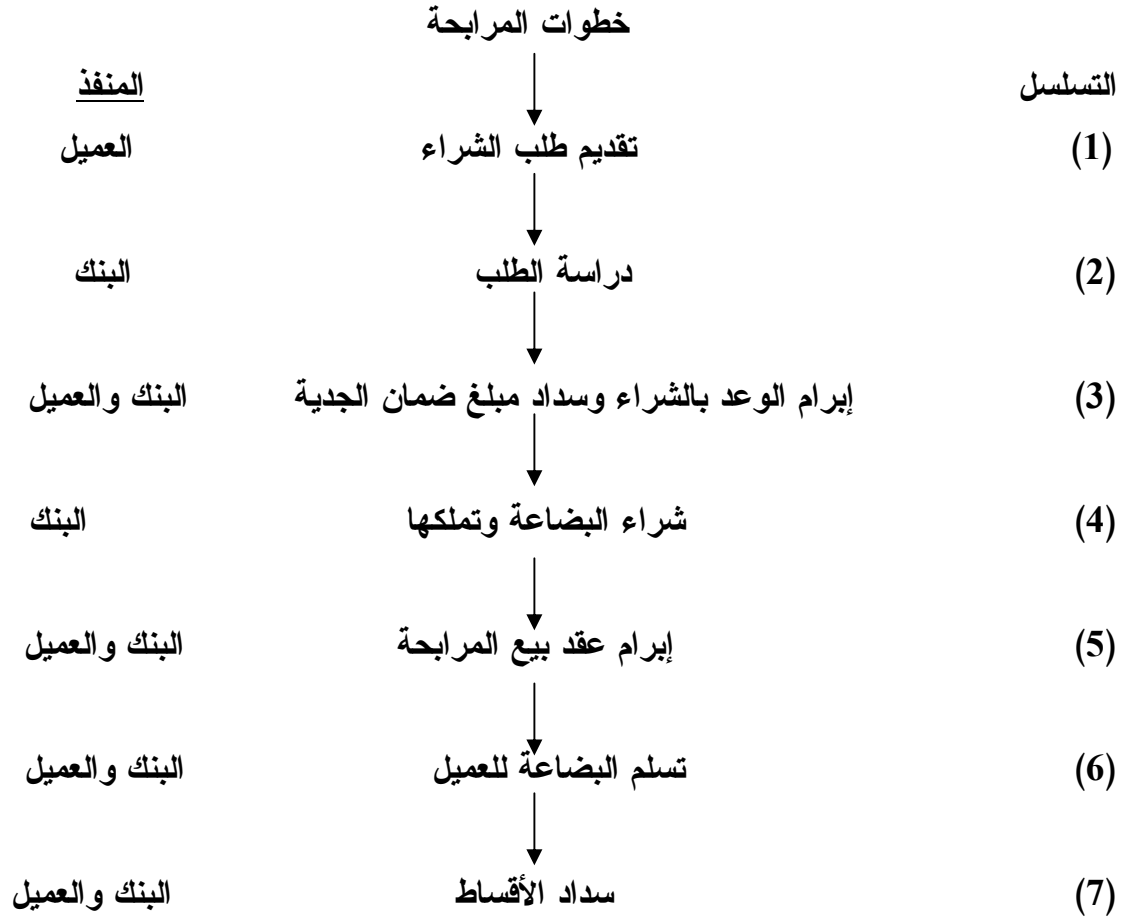 خطوات المرابحة
التسلسل المنفذ
(1) تقديم طلب الشراء العميل
(2) دراسة الطلب البنك
(3) إبرام الوعد بالشراء وسداد مبلغ ضمان الجدية البنك والعميل
(4) شراء البضاعة وتملكها البنك
(5) إبرام عقد بيع المرابحة البنك والعميل
(6) تسلم البضاعة للعميل البنك والعميل
(7) سداد الأقساط البنك والعميل